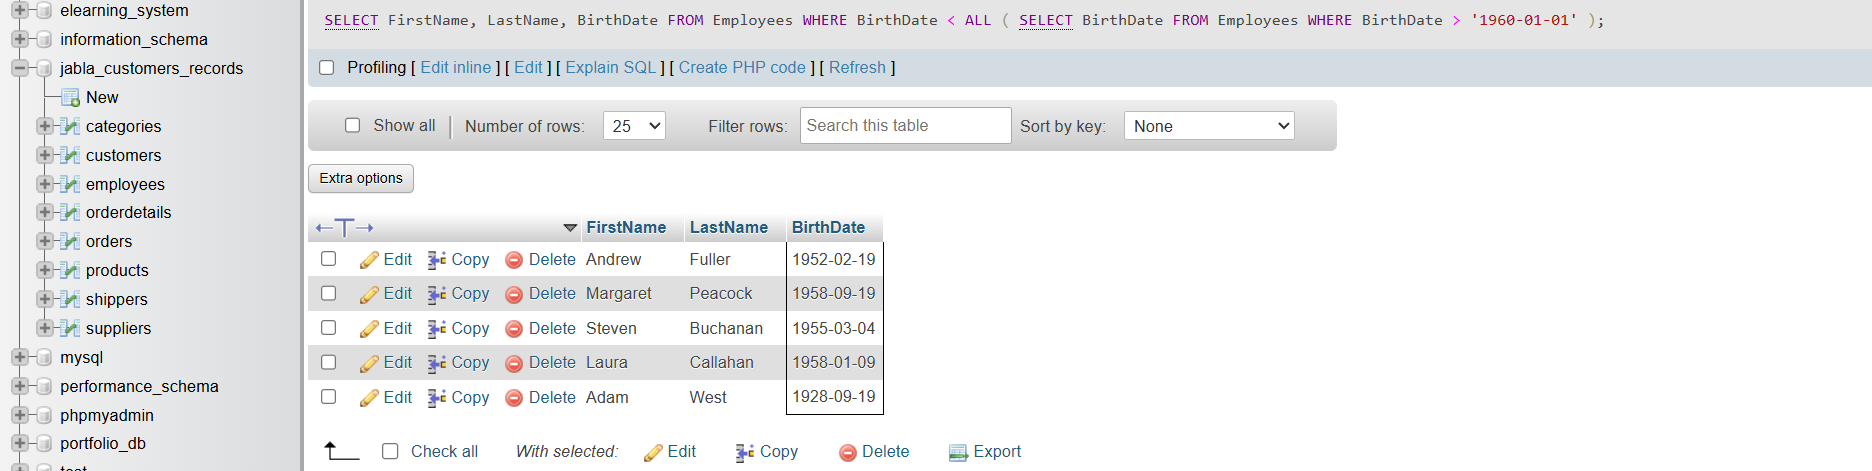 elearning_system
information_schema
jabla_customers_records
New
categories
customers
employees
orderdetails
orders
products
shippers
suppliers
mysql
performance_schema
phpmyadmin
portfolio_db
SELECT FirstName, LastName, BirthDate FROM Employees WHERE BirthDate < ALL ( SELECT BirthDate FROM Employees WHERE BirthDate > '1960-01-01' );
Profiling [ Edit inline ] [ Edit ] [ Explain SQL ] [ Create PHP code ] [ Refresh ]
Show all | Number of rows: 25 Filter rows: Search this table Sort by key: None
Extra options
FirstName LastName BirthDate
Edit Copy Delete Andrew Fuller 1952-02-19
Edit Copy Delete Margaret Peacock 1958-09-19
Edit Copy Delete Steven Buchanan 1955-03-04
Edit Copy Delete Laura Callahan 1958-01-09
Edit Copy Delete Adam West 1928-09-19
Check all With selected: Edit Copy Delete Export